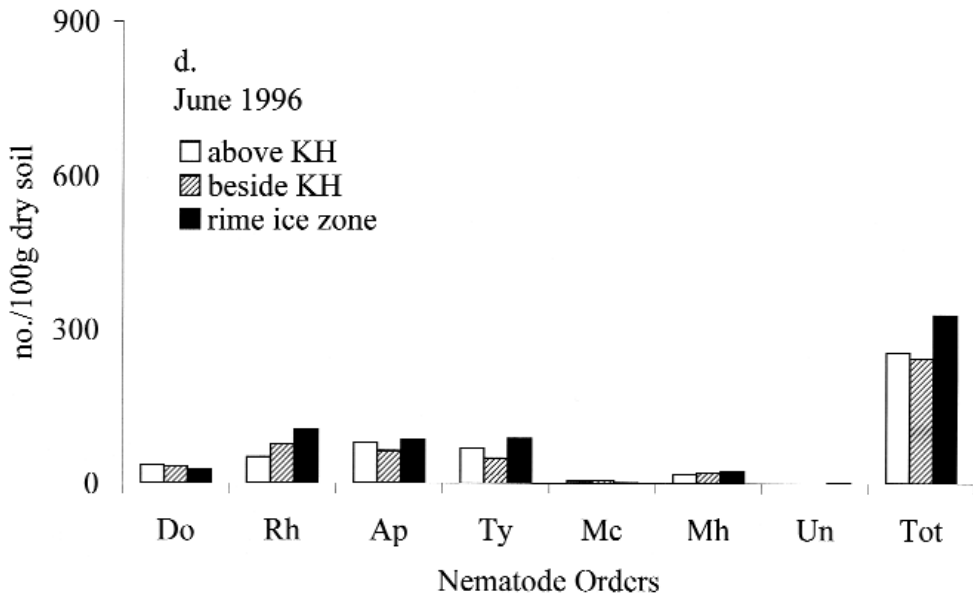 900
600
300
0
no./100g dry soil
d.
June 1996
above KH
beside KH
rime ice zone
Do Rh Ap Ty Mc Mh Un Tot
Nematode Orders